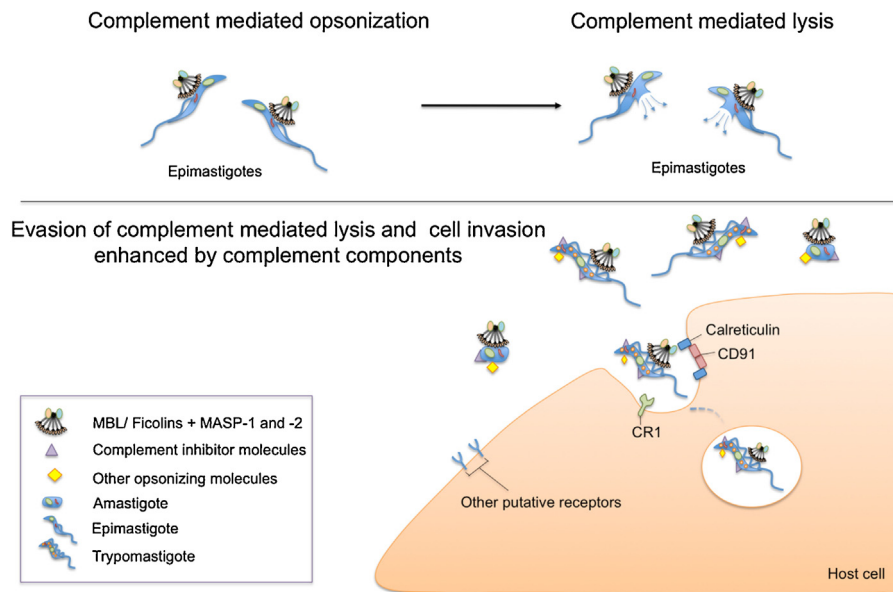 Complement mediated opsonization
Complement mediated lysis
Epimastigotes
Epimastigotes
Evasion of complement mediated lysis and cell invasion
enhanced by complement components
Calreticulin
CD91
CR1
Other putative receptors
Host cell
MBL/ Ficolins + MASP-1 and -2
Complement inhibitor molecules
Other opsonizing molecules
Amastigote
Epimastigote
Trypomastigote